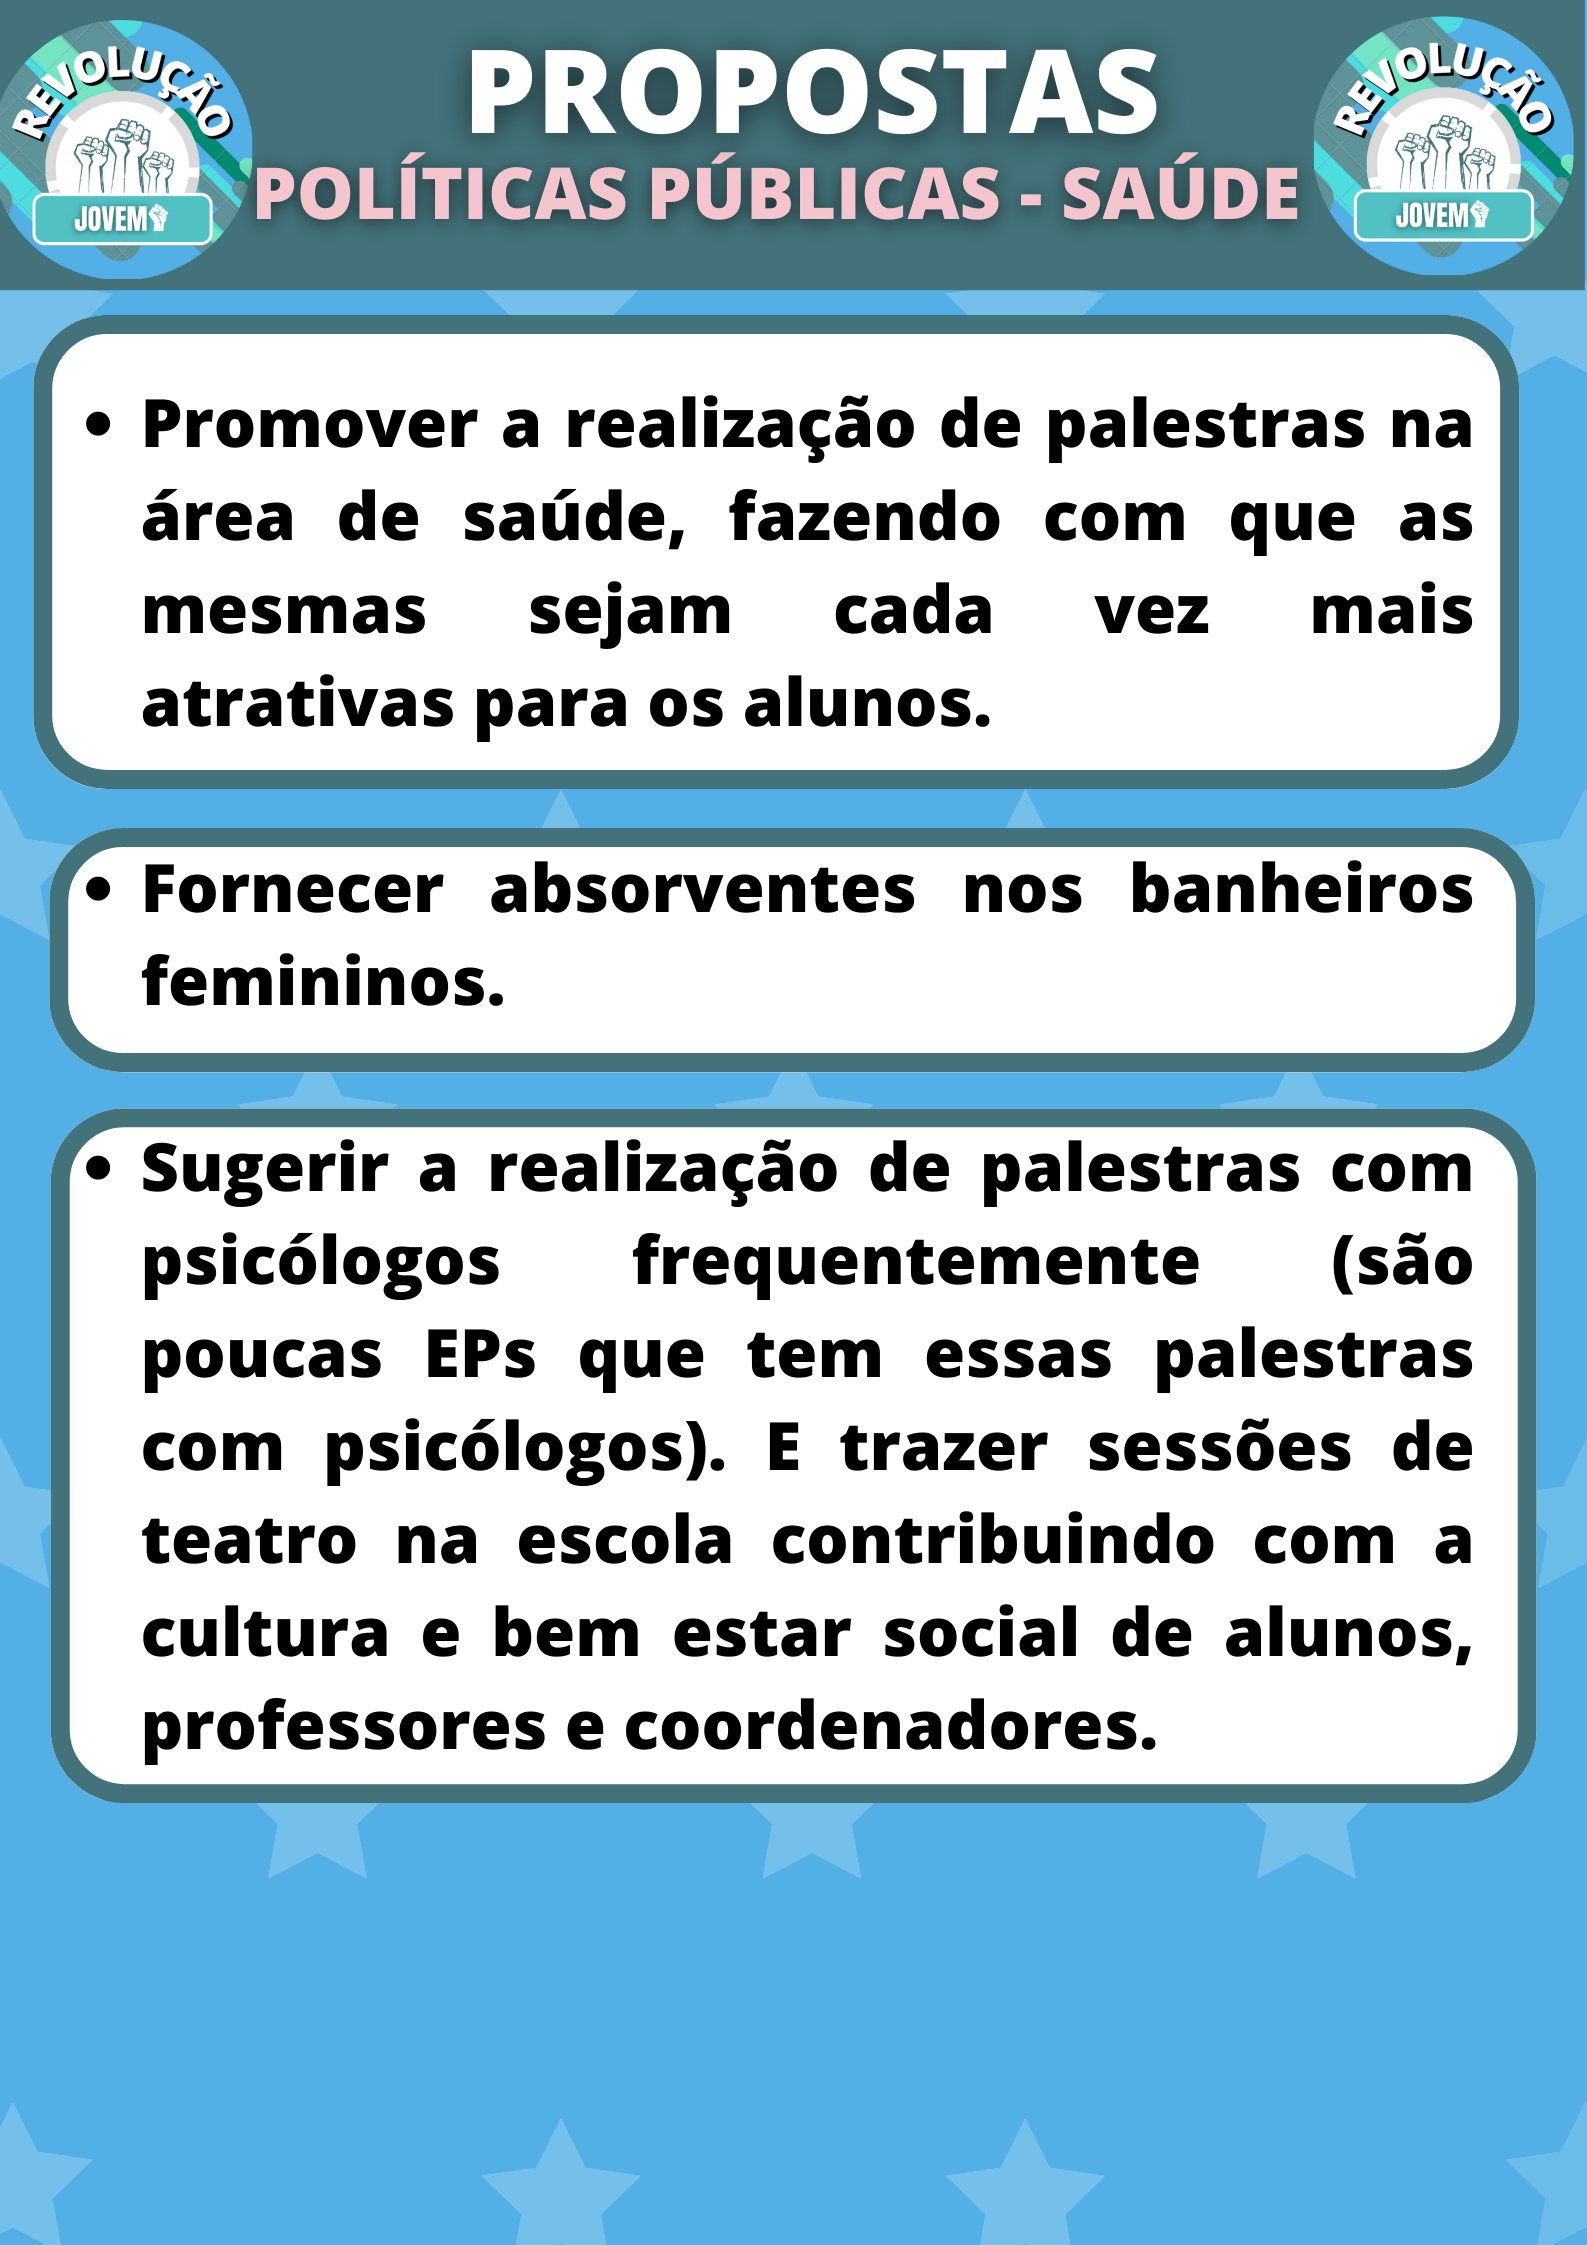 REVOLUÇÃO
JOVEM
PROPOSTAS
POLÍTICAS PÚBLICAS - SAÚDE
REVOLUÇÃO
JOVEM
• Promover a realização de palestras na
área de saúde, fazendo com que as
mesmas sejam cada vez mais
atrativas para os alunos.
• Fornecer absorventes nos banheiros
femininos.
• Sugerir a realização de palestras com
psicólogos frequentemente (são
poucas EPs que tem essas palestras
com psicólogos). E trazer sessões de
teatro na escola contribuindo com a
cultura e bem estar social de alunos,
professores e coordenadores.